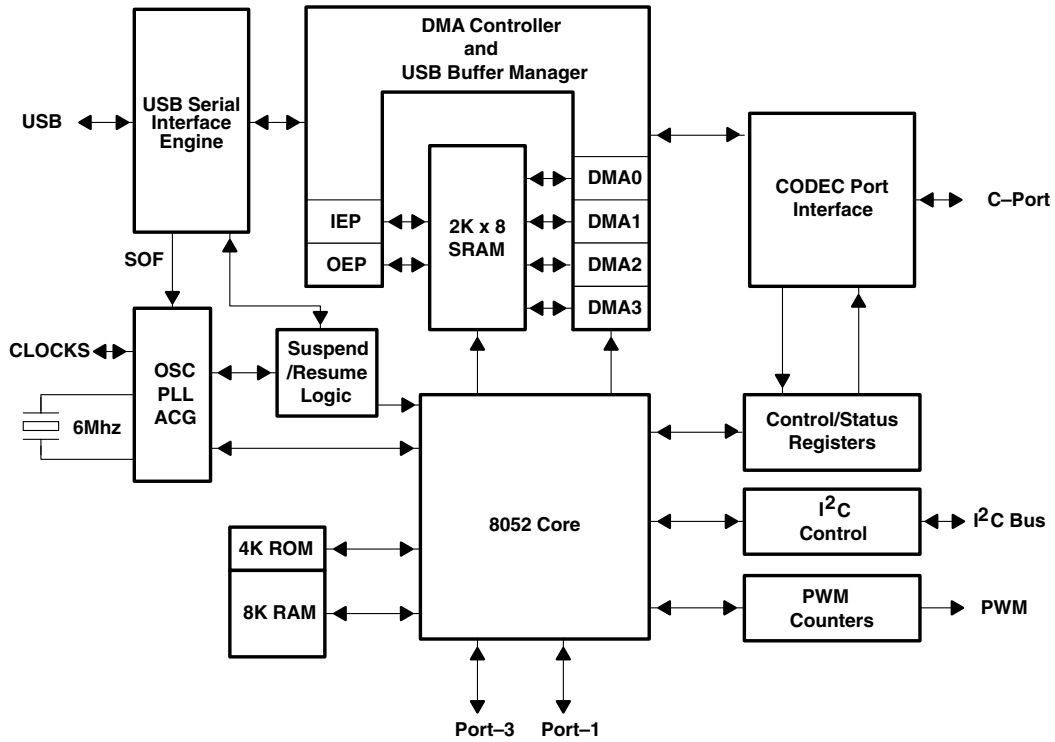 DMA Controller
and
USB Buffer Manager
USB
USB Serial
Interface
Engine
IEP
OEP
2K x 8
SRAM
DMA0
DMA1
DMA2
DMA3
CODEC Port
Interface
C–Port
SOF
CLOCKS
OSC
PLL
ACG
6Mhz
Suspend
/Resume
Logic
8052 Core
Control/Status
Registers
I²C
Control
I²C Bus
PWM
Counters
PWM
4K ROM
8K RAM
Port–3
Port–1